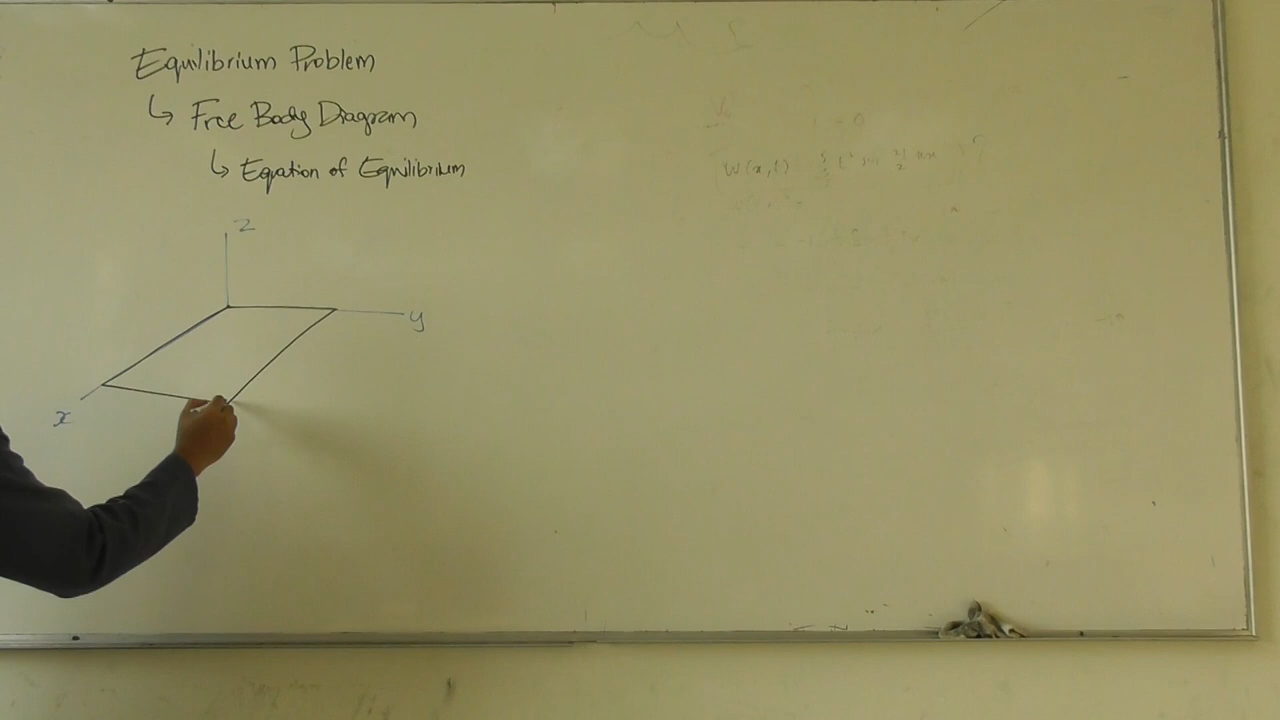 Equilibrium Problem
↳ Free Body Diagram
↳ Equation of Equilibrium
z
y
x
W(x,t)